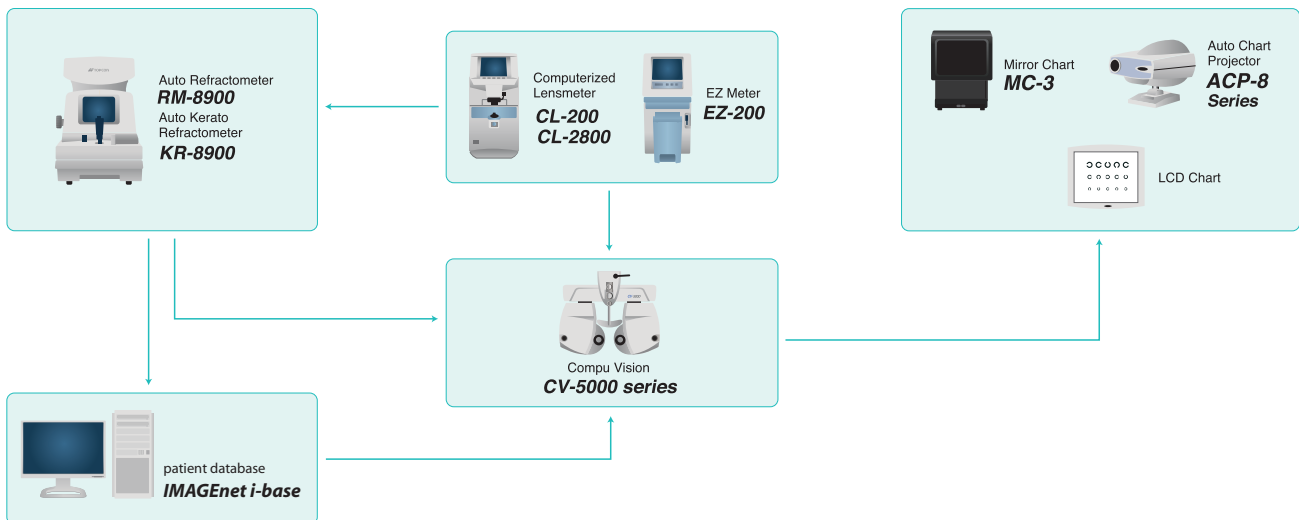 Auto Refractometer
RM-8900
Auto Kerato
Refractometer
KR-8900
Computerized
Lensmeter
CL-200
CL-2800
EZ Meter
EZ-200
Mirror Chart
MC-3
Auto Chart
Projector
ACP-8
Series
LCD Chart
CV-5000
Compu Vision
CV-5000 series
patient database
IMAGEnet i-base